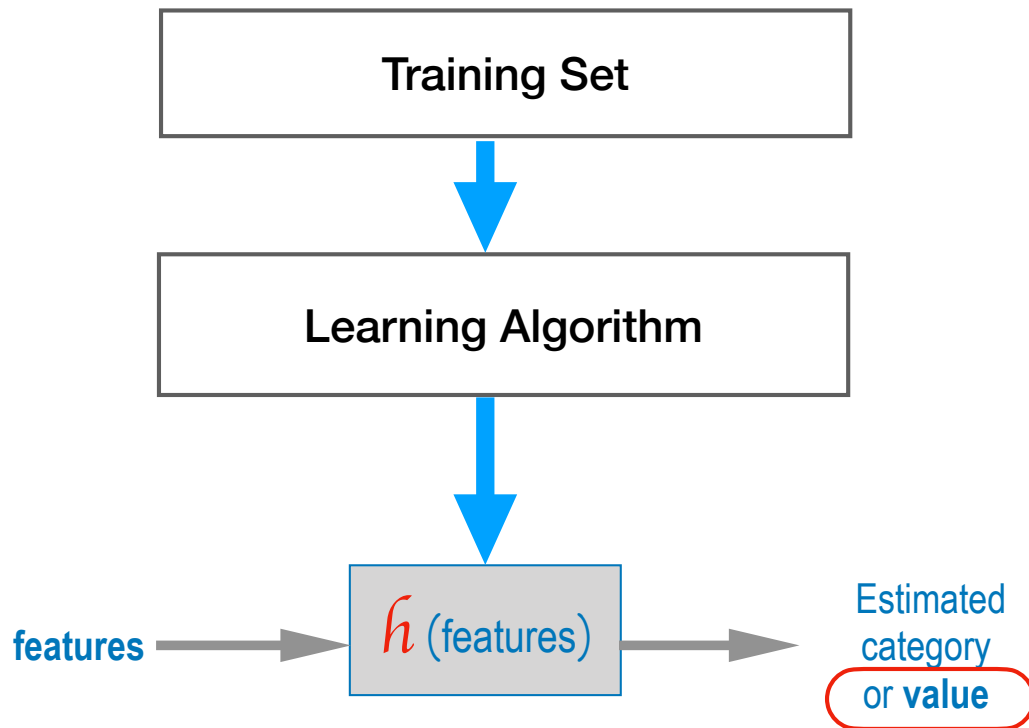 Training Set
Learning Algorithm
features
h (features)
Estimated
category
or value